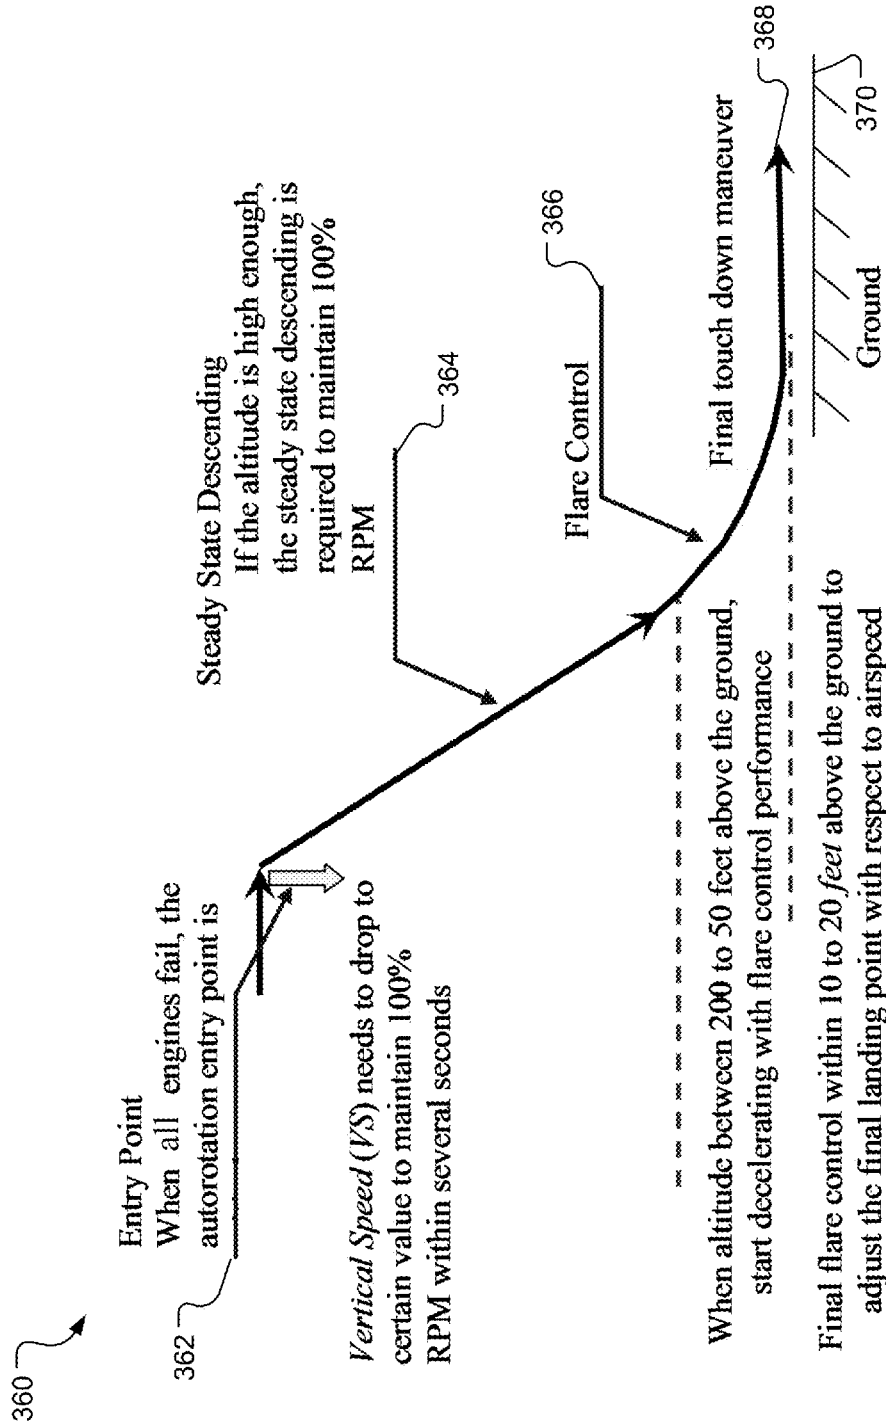 360
362
Entry Point
When all engines fail, the
autorotation entry point is
Vertical Speed (VS) needs to drop to
certain value to maintain 100%
RPM within several seconds
Steady State Descending
If the altitude is high enough,
the steady state descending is
required to maintain 100%
RPM
364
Flare Control
366
When altitude between 200 to 50 feet above the ground,
start decelerating with flare control performance
Final touch down maneuver
368
Final flare control within 10 to 20 feet above the ground to
adjust the final landing point with respect to airspeed
Ground
370